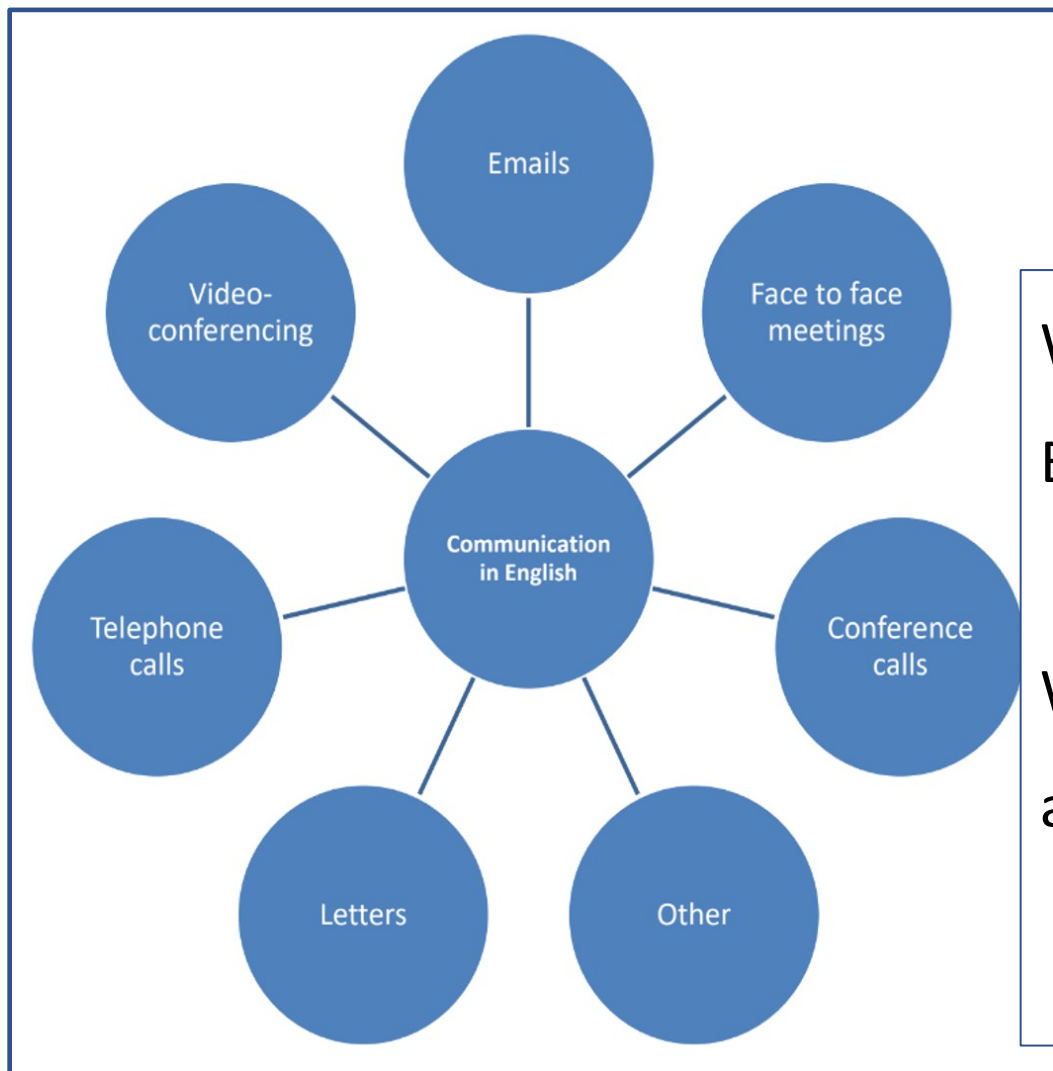 Emails
Video-
conferencing
Face to face
meetings
Communication
in English
Telephone
calls
Conference
calls
Letters
Other